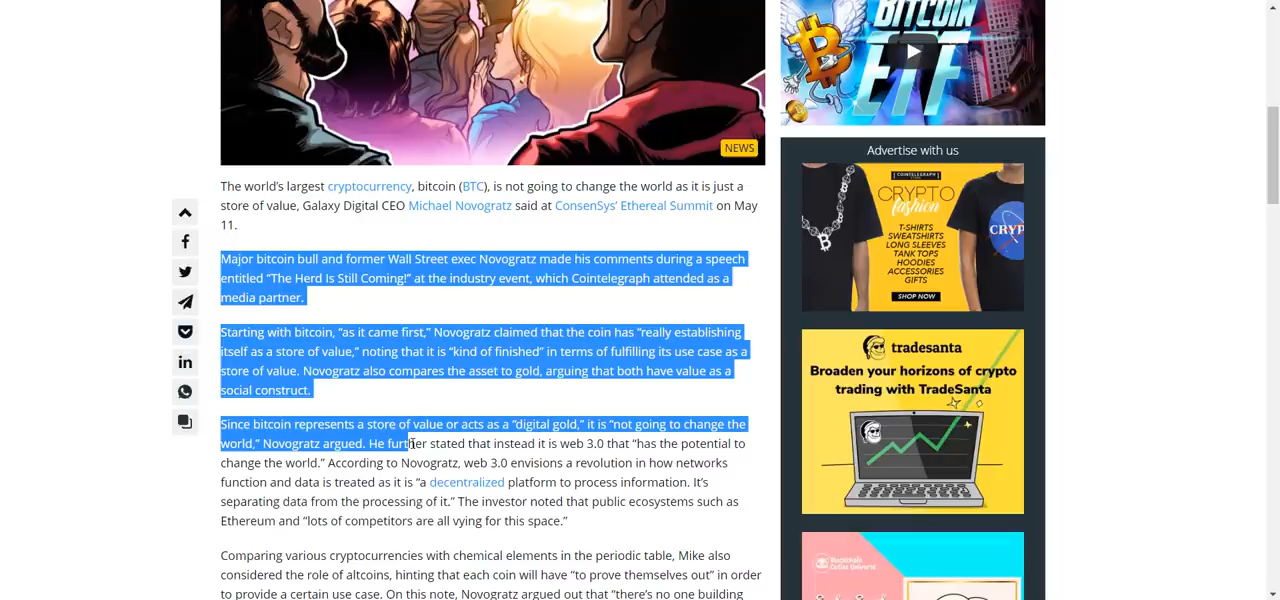 BITCOIN
ETF
NEWS
Advertise with us
COINTELEGRAPH
CRYPTO
fashion
T-SHIRTS
SWEATSHIRTS
LONG SLEEVES
TANK TOPS
HOODIES
ACCESSORIES
GIFTS
SHOP NOW
CRYP
The world’s largest cryptocurrency, bitcoin (BTC), is not going to change the world as it is just a
store of value, Galaxy Digital CEO Michael Novogratz said at ConsenSys’ Ethereal Summit on May
11.
Major bitcoin bull and former Wall Street exec Novogratz made his comments during a speech
entitled “The Herd Is Still Coming!” at the industry event, which Cointelegraph attended as a
media partner.
Starting with bitcoin, “as it came first,” Novogratz claimed that the coin has “really establishing
itself as a store of value,” noting that it is “kind of finished” in terms of fulfilling its use case as a
store of value. Novogratz also compares the asset to gold, arguing that both have value as a
social construct.
Since bitcoin represents a store of value or acts as a “digital gold,” it is “not going to change the
world,” Novogratz argued. He further stated that instead it is web 3.0 that “has the potential to
change the world.” According to Novogratz, web 3.0 envisions a revolution in how networks
function and data is treated as it is “a decentralized platform to process information. It’s
separating data from the processing of it.” The investor noted that public ecosystems such as
Ethereum and “lots of competitors are all vying for this space.”
Comparing various cryptocurrencies with chemical elements in the periodic table, Mike also
considered the role of altcoins, hinting that each coin will have “to prove themselves out” in order
to provide a certain use case. On this note, Novogratz argued out that “there’s no one building
tradesanta
Broaden your horizons of crypto
trading with TradeSanta